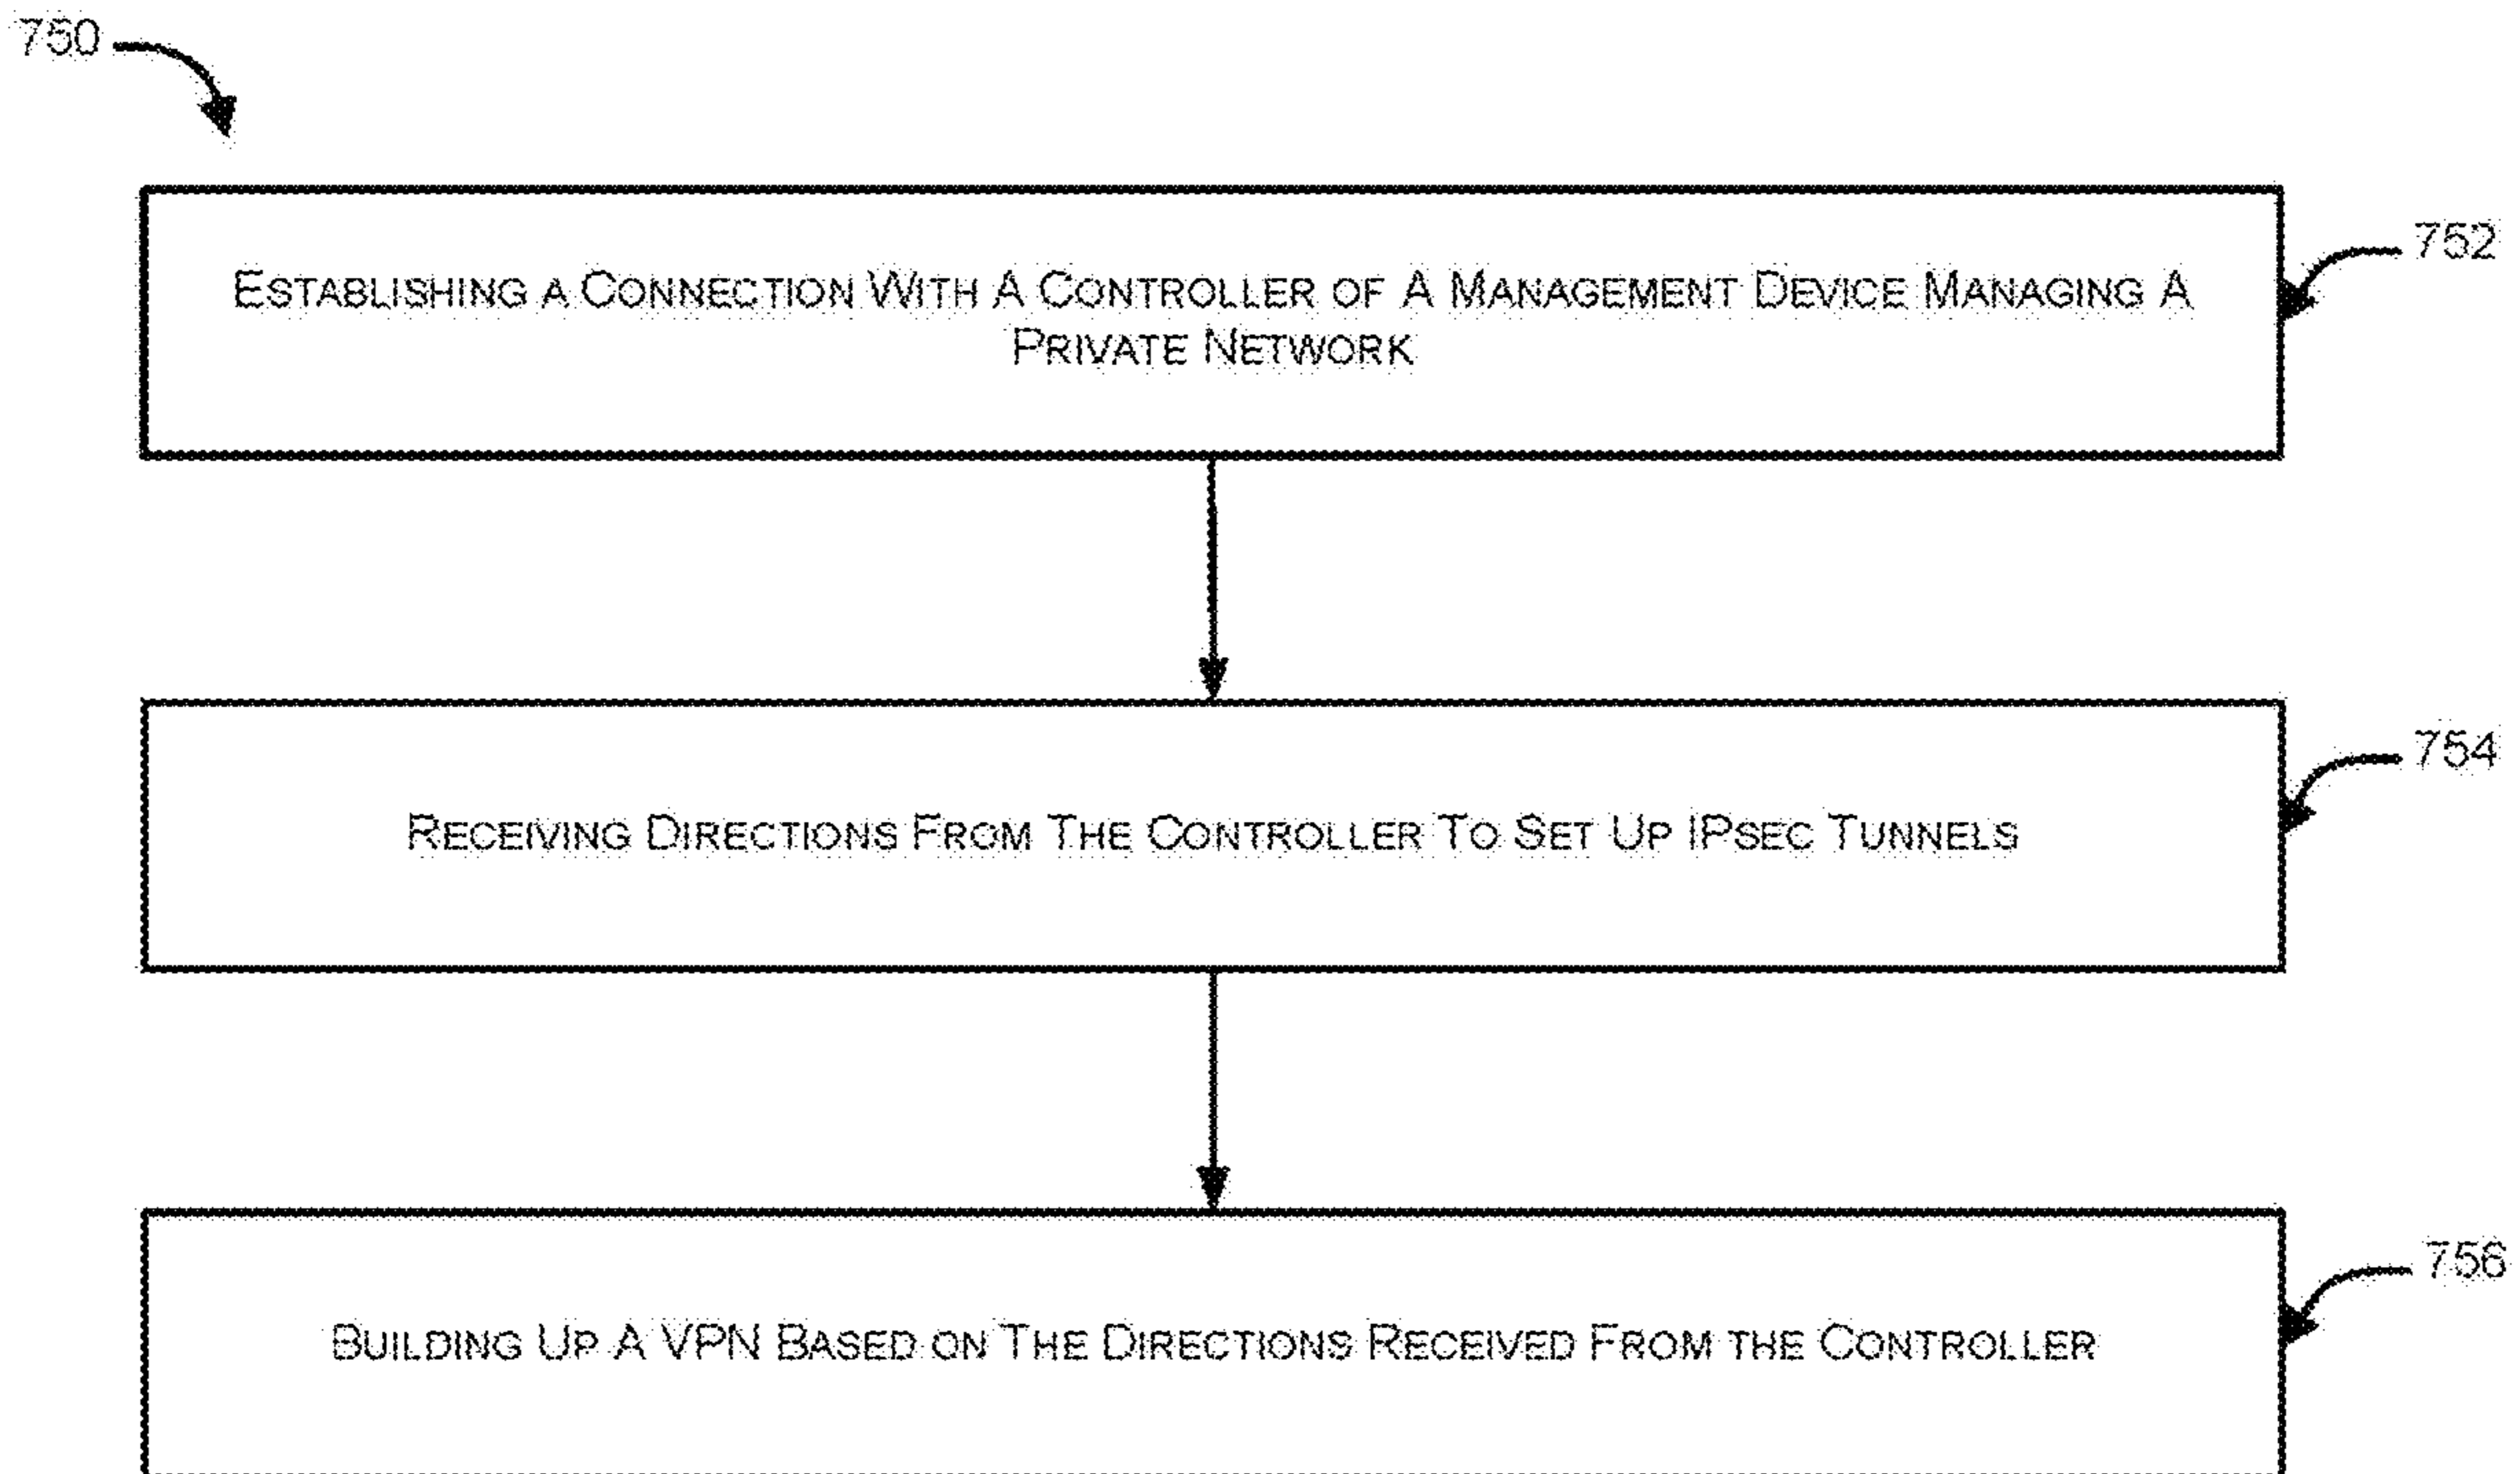 750
752
ESTABLISHING A CONNECTION WITH A CONTROLLER OF A MANAGEMENT DEVICE MANAGING A
PRIVATE NETWORK
754
RECEIVING DIRECTIONS FROM THE CONTROLLER TO SET UP IPSEC TUNNELS
756
BUILDING UP A VPN BASED ON THE DIRECTIONS RECEIVED FROM THE CONTROLLER